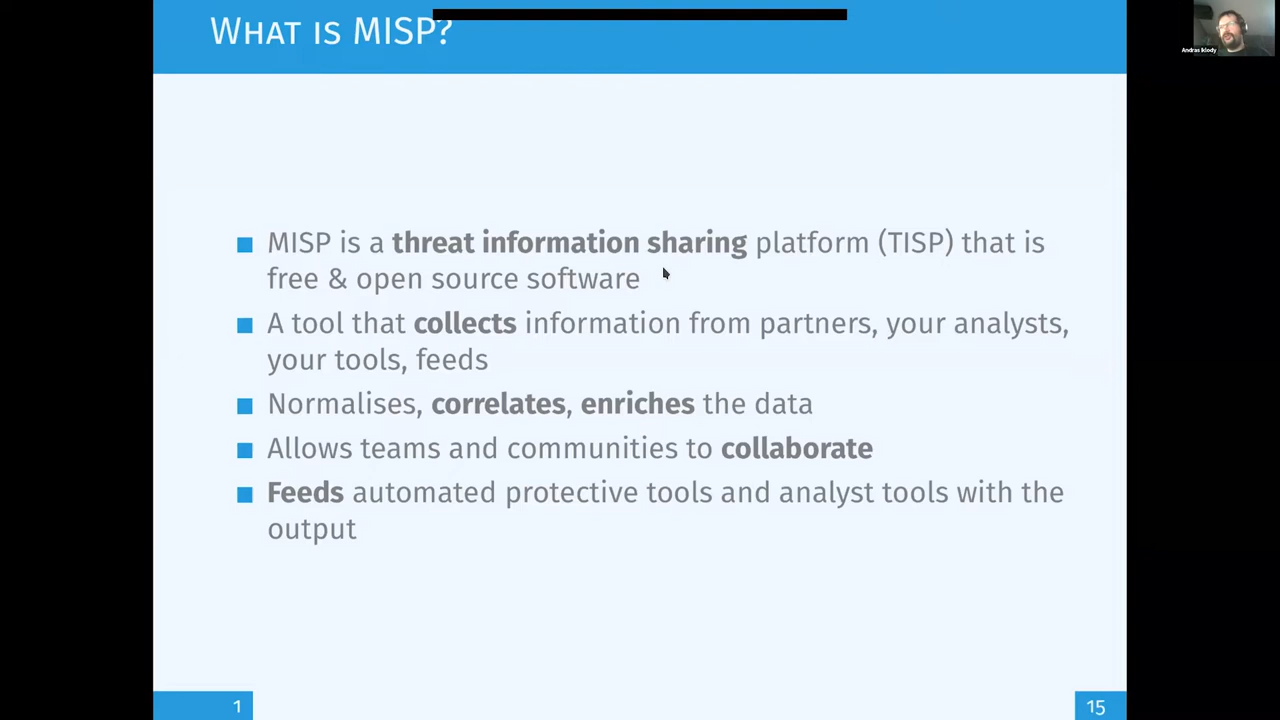 WHAT IS MISP?
Andras Iklody
MISP is a threat information sharing platform (TISP) that is
free & open source software
A tool that collects information from partners, your analysts,
your tools, feeds
Normalises, correlates, enriches the data
Allows teams and communities to collaborate
Feeds automated protective tools and analyst tools with the
output
1
15